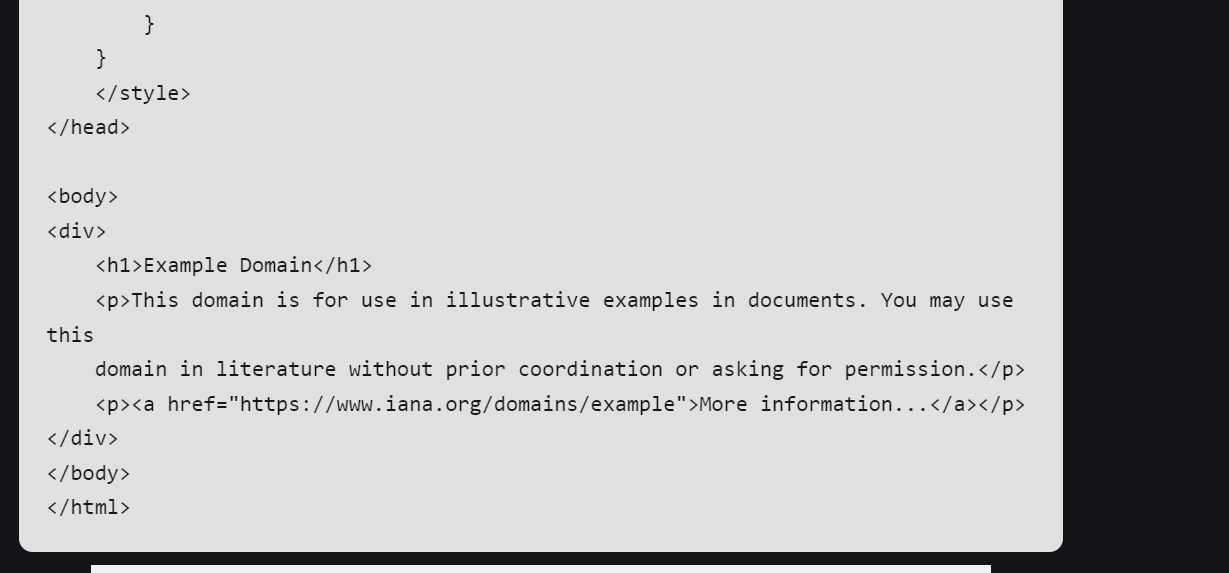 }
    }
    </style>
</head>

<body>
<div>
    <h1>Example Domain</h1>
    <p>This domain is for use in illustrative examples in documents. You may use
this
    domain in literature without prior coordination or asking for permission.</p>
    <p><a href="https://www.iana.org/domains/example">More information...</a></p>
</div>
</body>
</html>